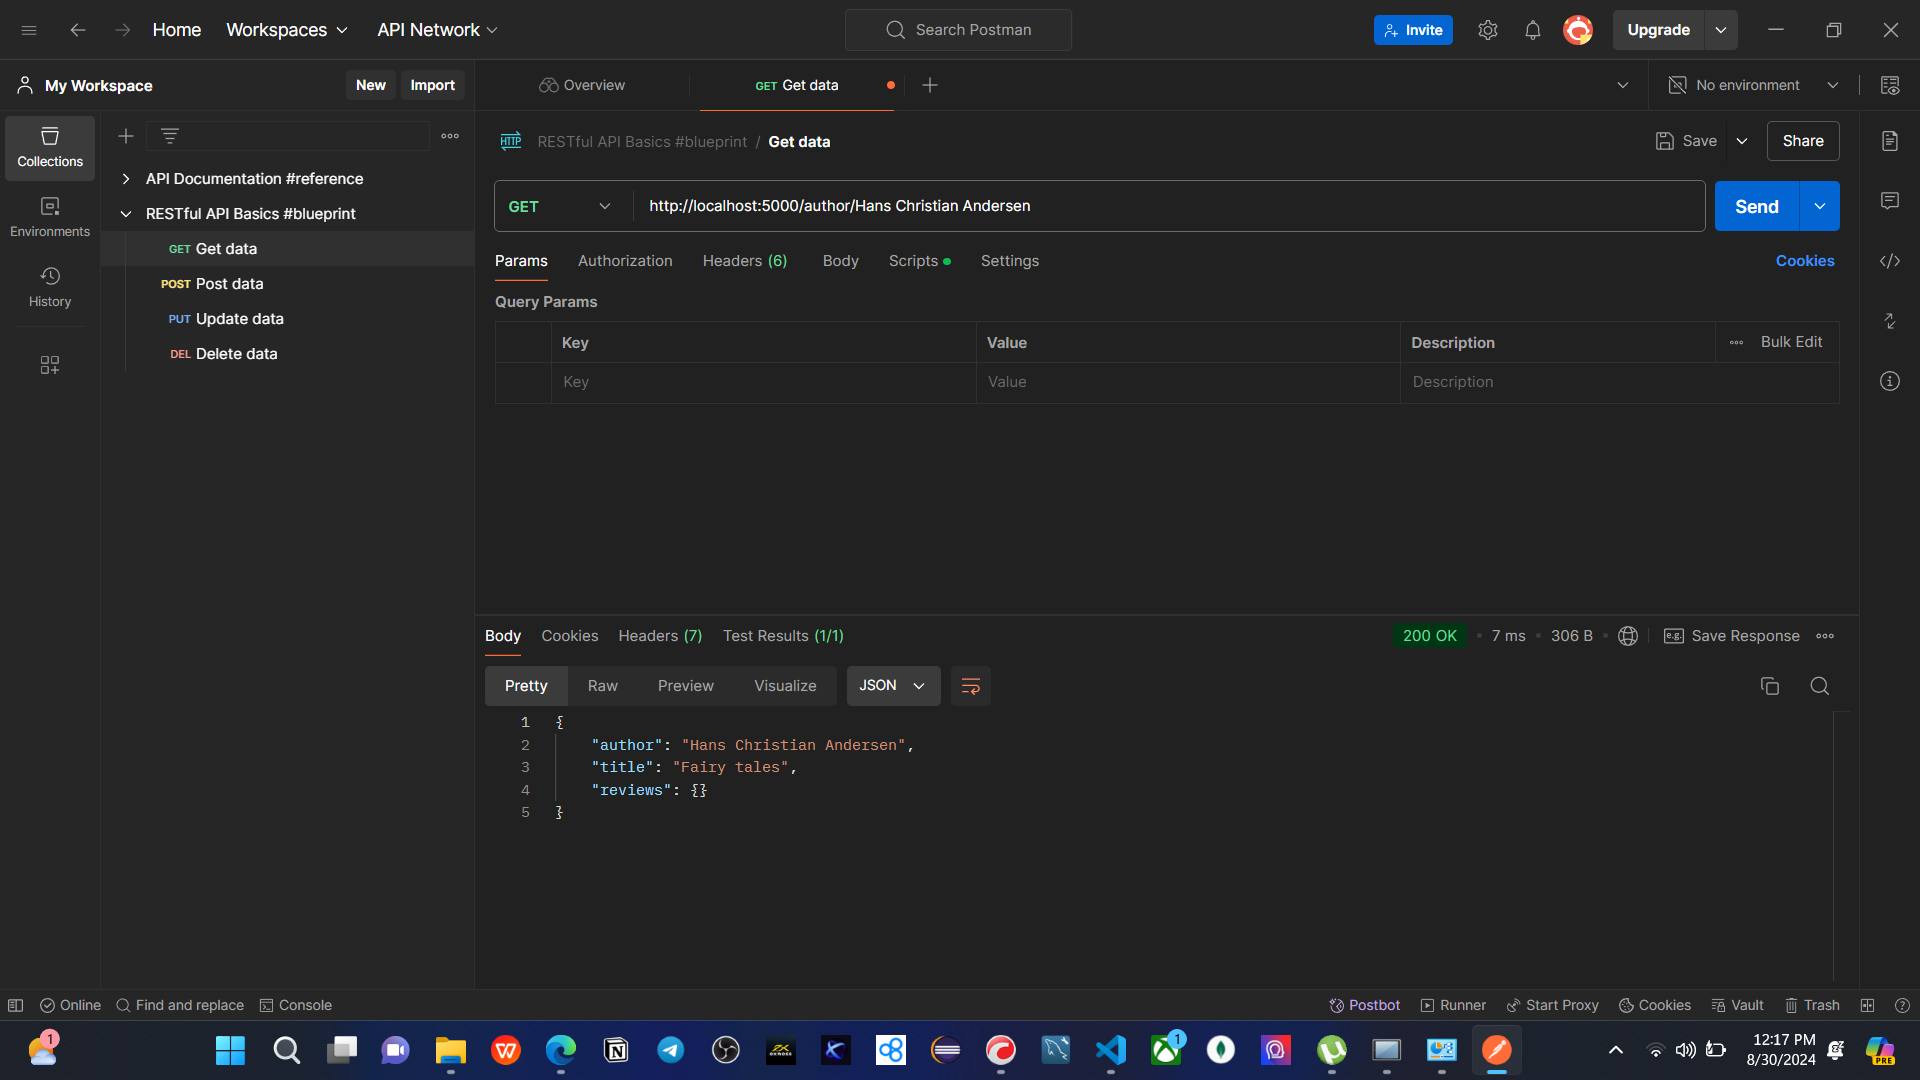 Home Workspaces API Network Search Postman Invite Upgrade
My Workspace New Import Overview GET Get data No environment
Collections
Environments
History
API Documentation #reference
RESTful API Basics #blueprint
GET Get data
POST Post data
PUT Update data
DEL Delete data
HTTP RESTful API Basics #blueprint / Get data Save Share
GET http://localhost:5000/author/Hans Christian Andersen Send
Params Authorization Headers (6) Body Scripts Settings Cookies
Query Params
Key Value Description Bulk Edit
Key Value Description
Body Cookies Headers (7) Test Results (1/1) 200 OK 7 ms 306 B e.g. Save Response
Pretty Raw Preview Visualize JSON
1 {
2 "author": "Hans Christian Andersen",
3 "title": "Fairy tales",
4 "reviews": {}
5 }
Online Find and replace Console Postbot Runner Start Proxy Cookies Vault Trash
1 1 12:17 PM
8/30/2024 PRE